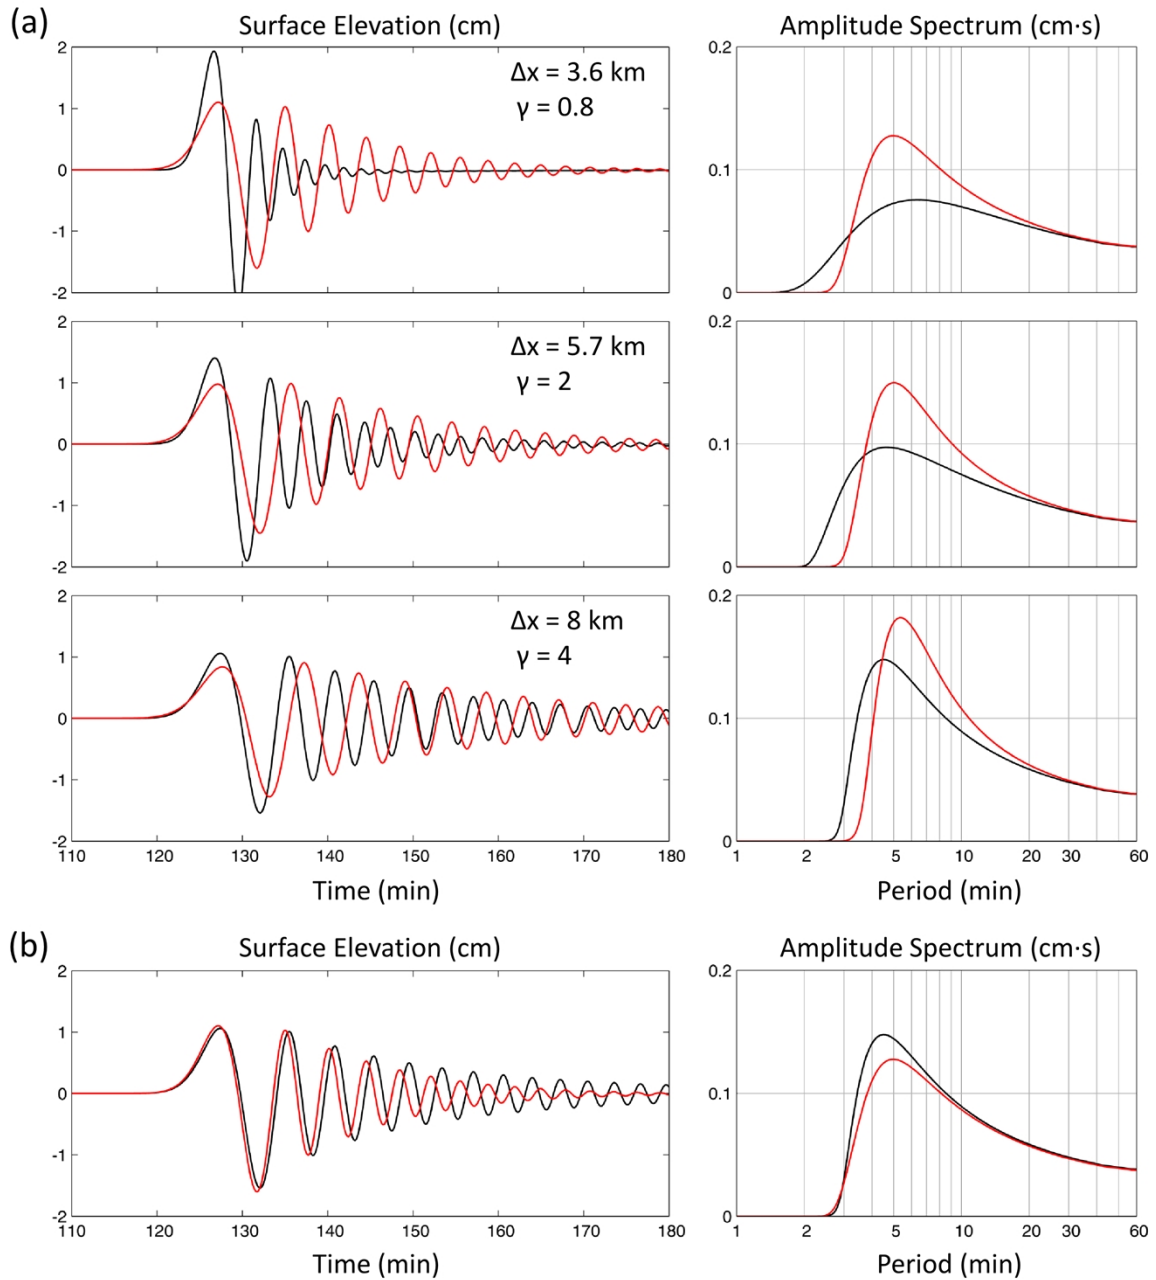 (a)
Surface Elevation (cm)
Amplitude Spectrum (cm·s)
2
1
0
-1
-2
Δx = 3.6 km
γ = 0.8
0.2
0.1
0
2
1
0
-1
-2
Δx = 5.7 km
γ = 2
0.2
0.1
0
2
1
0
-1
-2
Δx = 8 km
γ = 4
0.2
0.1
0
110 120 130 140 150 160 170 180
1 2 5 10 20 30 60
Time (min)
Period (min)
(b)
Surface Elevation (cm)
Amplitude Spectrum (cm·s)
2
1
0
-1
-2
0.2
0.1
0
110 120 130 140 150 160 170 180
1 2 5 10 20 30 60
Time (min)
Period (min)